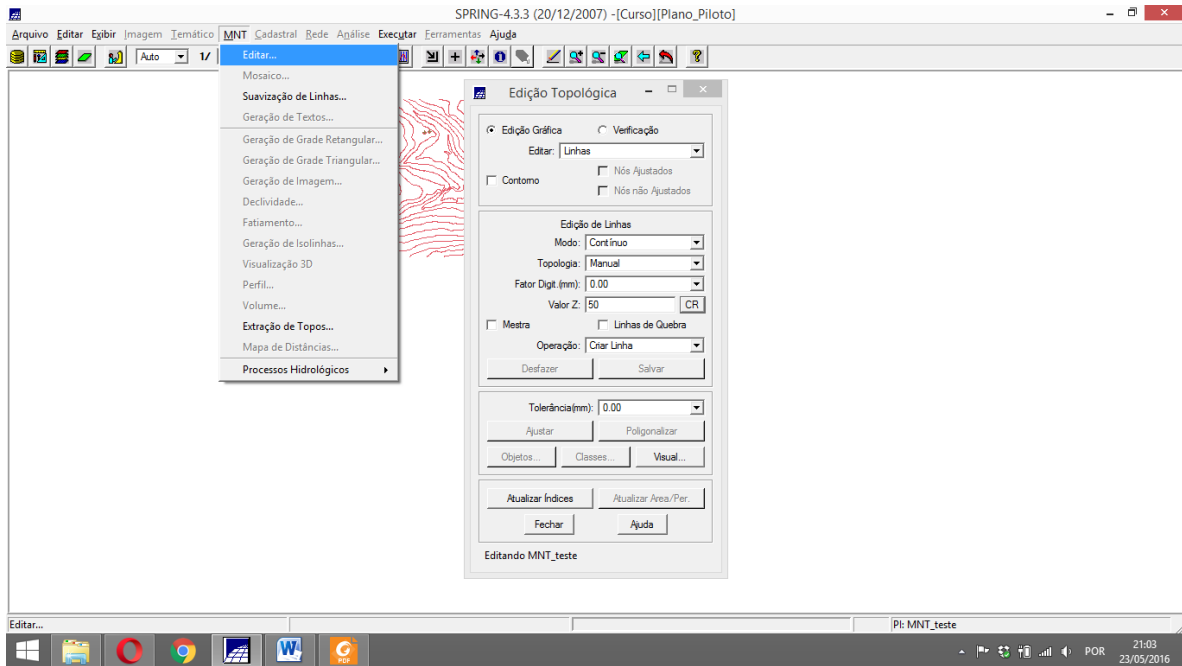 SPRING-4.3.3 (20/12/2007) -[Curso][Plano_Piloto]
Arquivo Editar Exibir Imagem Temático MNT Cadastral Rede Análise Executar Ferramentas Ajuda
Auto 1/
Editar...
Mosaico...
Suavização de Linhas...
Geração de Textos...
Geração de Grade Retangular...
Geração de Grade Triangular...
Geração de Imagem...
Declividade...
Fatiamento...
Geração de Isolinhas...
Visualização 3D
Perfil...
Volume...
Extração de Topos...
Mapa de Distâncias...
Processos Hidrológicos
Edição Topológica
Edição Gráfica Verificação
Editar: Linhas
Contorno
Nós Ajustados
Nós não Ajustados
Edição de Linhas
Modo: Contínuo
Topologia: Manual
Fator Digit.(mm): 0.00
Valor Z: 50 CR
Mestra Linhas de Quebra
Operação: Criar Linha
Desfazer Salvar
Tolerância(mm): 0.00
Ajustar Poligonalizar
Objetos... Classes... Visual...
Atualizar Índices Atualizar Area/Per.
Fechar Ajuda
Editando MNT_teste
Editar... PI: MNT_teste
W PDF POR 21:03
23/05/2016